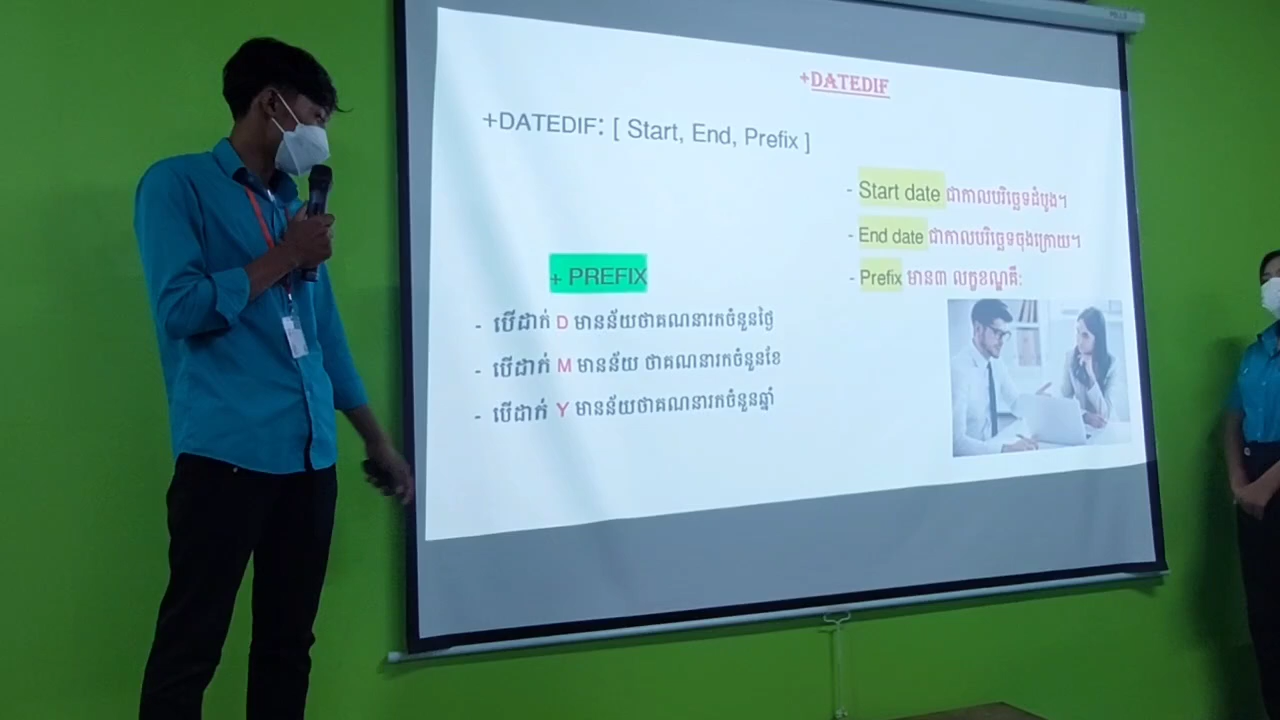 +DATEDIF
+DATEDIF: [ Start, End, Prefix ]
- Start date ជាកាលបរិច្ឆេទដំបូង។
- End date ជាកាលបរិច្ឆេទចុងក្រោយ។
- Prefix មាន៣ លក្ខខណ្ឌគឺ:
+ PREFIX
- បើដាក់ D មានន័យថាគណនារកចំនួនថ្ងៃ
- បើដាក់ M មានន័យ ថាគណនារកចំនួនខែ
- បើដាក់ Y មានន័យថាគណនារកចំនួនឆ្នាំ